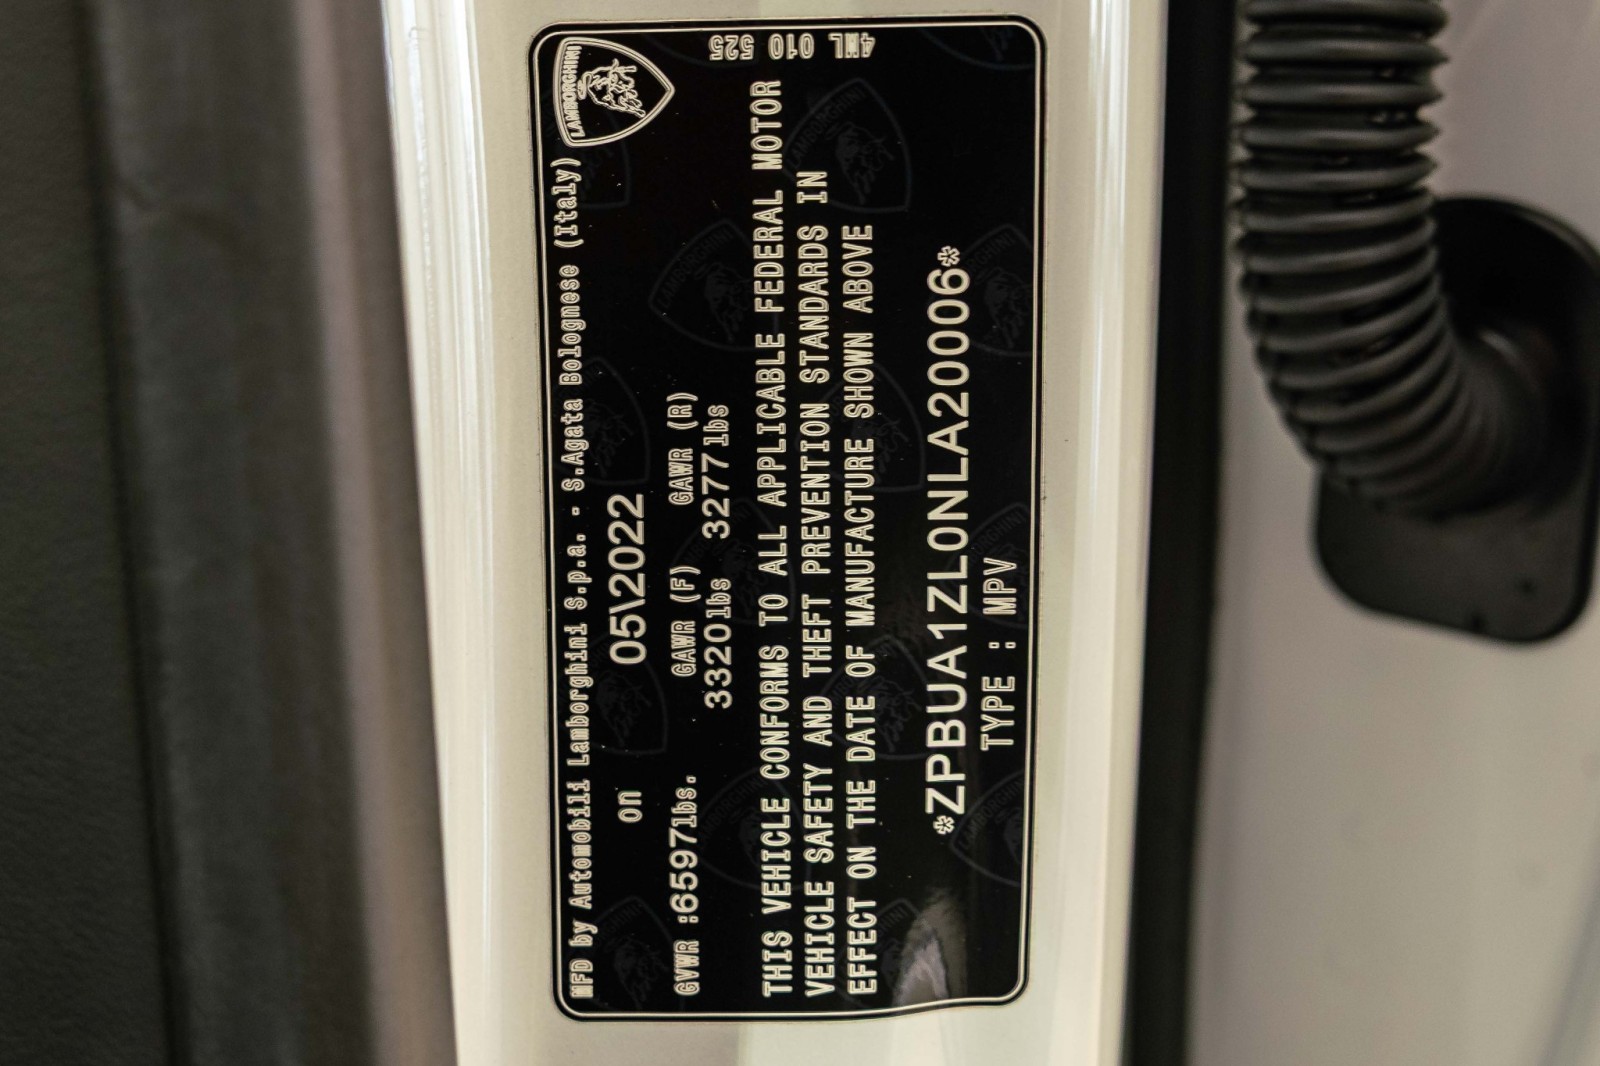 MFD by Automobili Lamborghini S.p.a. - S.Agata Bolognese (Italy)
LAMBORGHINI
on 05\2022
GVWR :6597lbs. GAWR (F) GAWR (R)
3320lbs 3277lbs
THIS VEHICLE CONFORMS TO ALL APPLICABLE FEDERAL MOTOR
VEHICLE SAFETY AND THEFT PREVENTION STANDARDS IN
EFFECT ON THE DATE OF MANUFACTURE SHOWN ABOVE
*ZPBUA1ZL0NLA20006*
TYPE : MPV
4ML 010 525